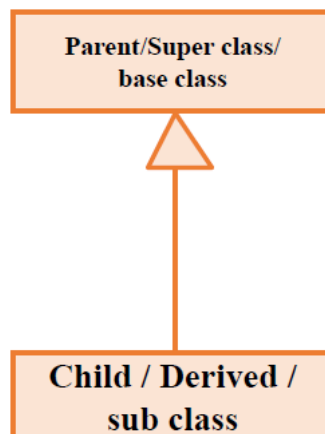 Parent/Super class/
base class
Child / Derived /
sub class